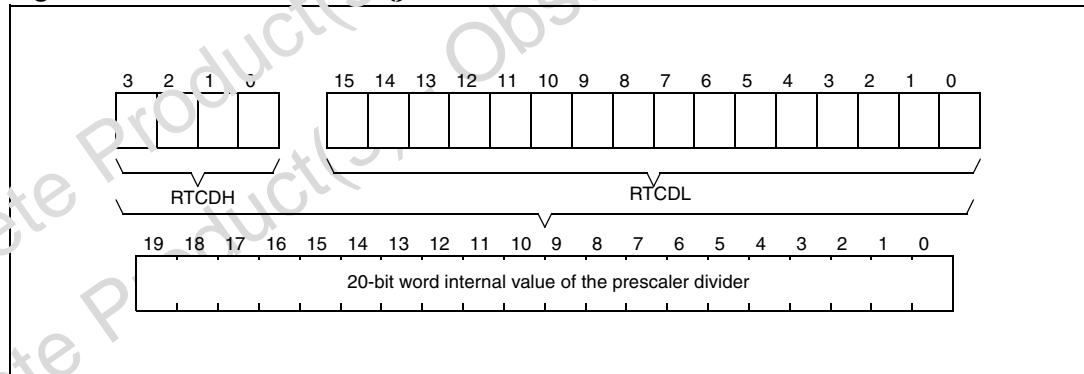 3 2 1 0 15 14 13 12 11 10 9 8 7 6 5 4 3 2 1 0
RTCDH RTCDL
19 18 17 16 15 14 13 12 11 10 9 8 7 6 5 4 3 2 1 0
20-bit word internal value of the prescaler divider